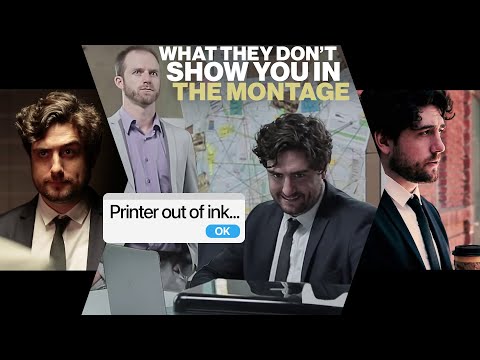 WHAT THEY DON'T
SHOW YOU IN
THE MONTAGE
Printer out of ink...
OK